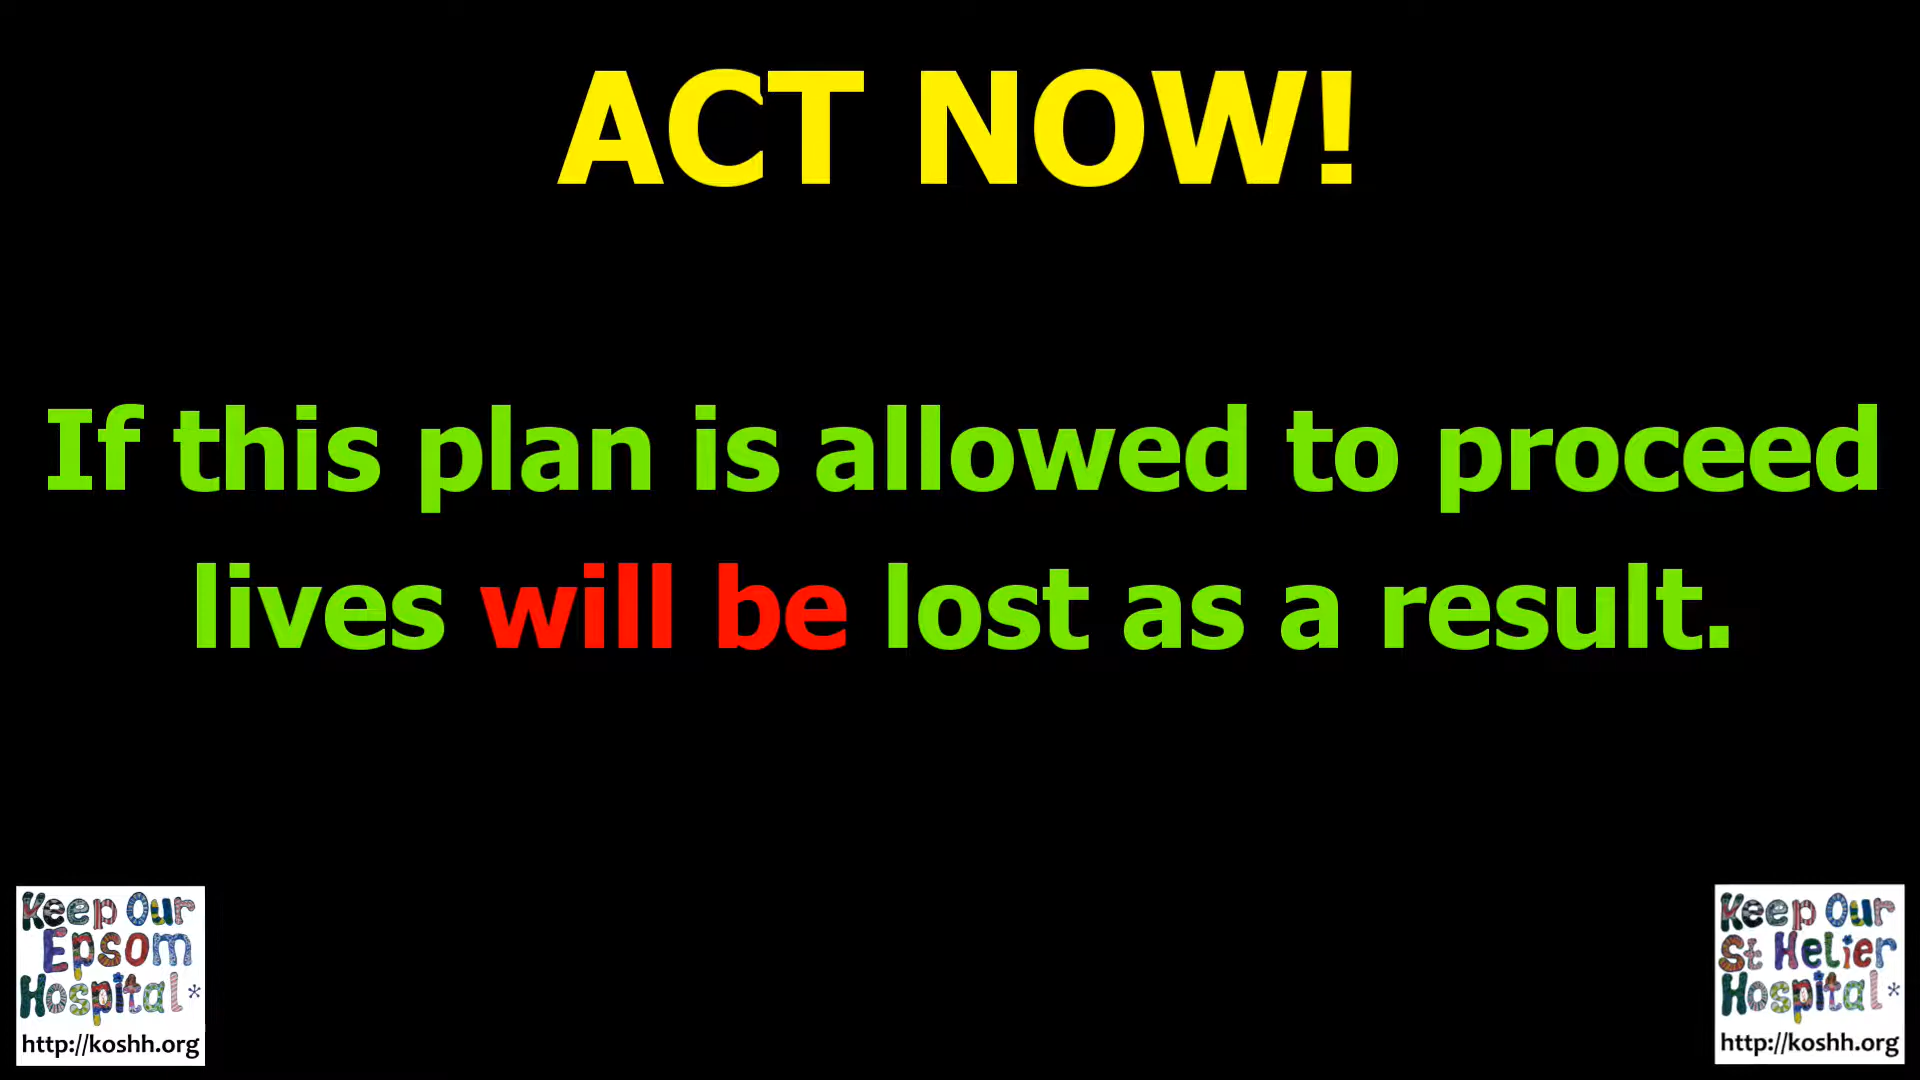 ACT NOW!
If this plan is allowed to proceed
lives will be lost as a result.
Keep Our
Epsom
Hospital*
http://koshh.org
Keep Our
St Helier
Hospital*
http://koshh.org